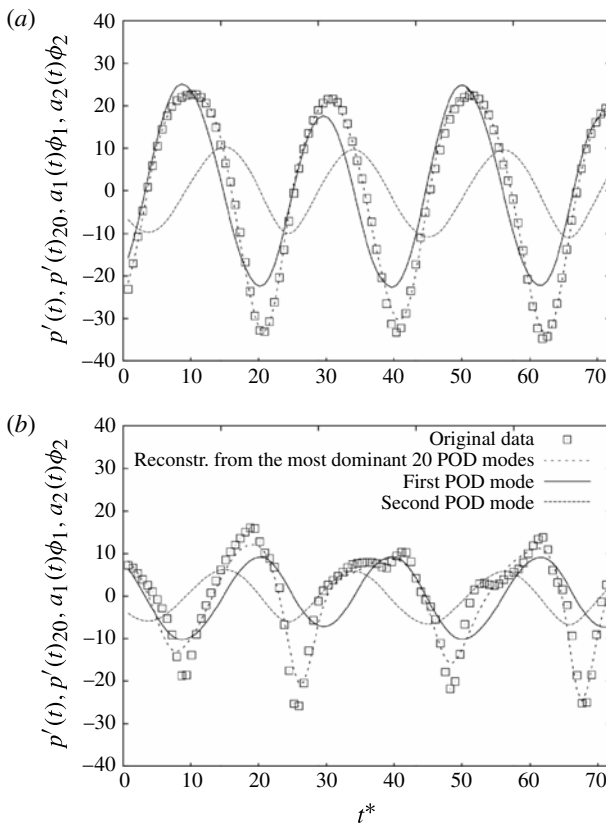 (a)
40
30
20
10
0
−10
−20
−30
−40
p′(t), p′(t)20, a1(t)ϕ1, a2(t)ϕ2
0 10 20 30 40 50 60 70
(b)
40
30
20
10
0
−10
−20
−30
−40
p′(t), p′(t)20, a1(t)ϕ1, a2(t)ϕ2
Original data
Reconstr. from the most dominant 20 POD modes
First POD mode
Second POD mode
0 10 20 30 40 50 60 70
t*